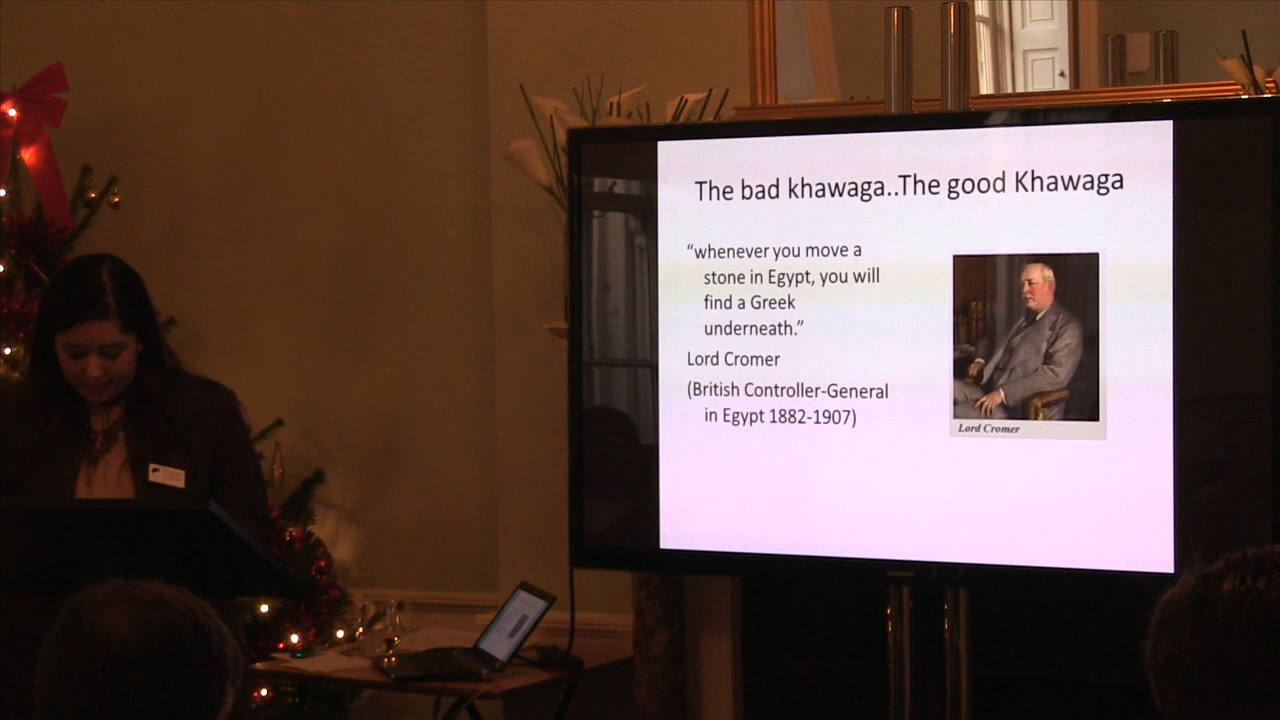 The bad khawaga..The good Khawaga
“whenever you move a
stone in Egypt, you will
find a Greek
underneath.”
Lord Cromer
(British Controller-General
in Egypt 1882-1907)
Lord Cromer